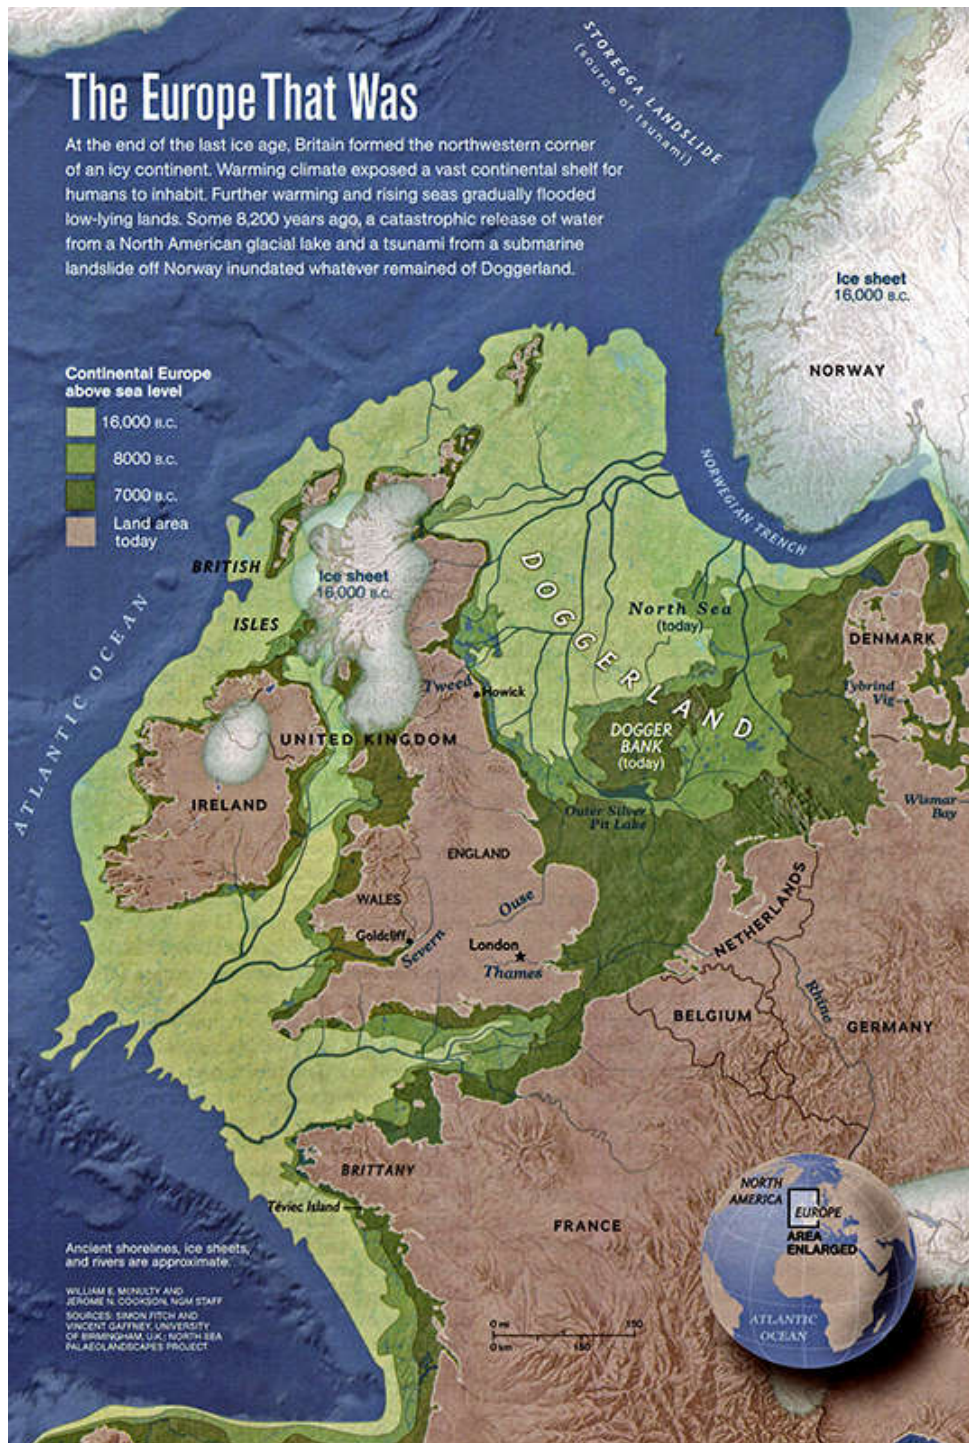 The Europe That Was
At the end of the last ice age, Britain formed the northwestern corner
of an icy continent. Warming climate exposed a vast continental shelf for
humans to inhabit. Further warming and rising seas gradually flooded
low-lying lands. Some 8,200 years ago, a catastrophic release of water
from a North American glacial lake and a tsunami from a submarine
landslide off Norway inundated whatever remained of Doggerland.
STOREGGA LANDSLIDE
(source of tsunami)
Ice sheet
16,000 B.C.
NORWAY
Continental Europe
above sea level
16,000 B.C.
8000 B.C.
7000 B.C.
Land area
today
NORWEGIAN TRENCH
BRITISH
ISLES
Ice sheet
16,000 B.C.
ATLANTIC OCEAN
DOGGERLAND
North Sea
(today)
DENMARK
Tybrind
Vig
Tweed
Howick
DOGGER
BANK
(today)
UNITED KINGDOM
IRELAND
Outer Silver
Pit Lake
Wismar
Bay
ENGLAND
WALES
Ouse
NETHERLANDS
Goldcliff
Severn
London
Thames
BELGIUM
Rhine
GERMANY
BRITTANY
Téviec Island
FRANCE
NORTH
AMERICA
EUROPE
AREA
ENLARGED
ATLANTIC
OCEAN
Ancient shorelines, ice sheets,
and rivers are approximate.
WILLIAM E. MCNULTY AND
JEROME N. COOKSON, NGM STAFF
SOURCES: SIMON FITCH AND
VINCENT GAFFNEY, UNIVERSITY
OF BIRMINGHAM, U.K.; NORTH SEA
PALAEOLANDSCAPES PROJECT
0 mi 150
0 km 150